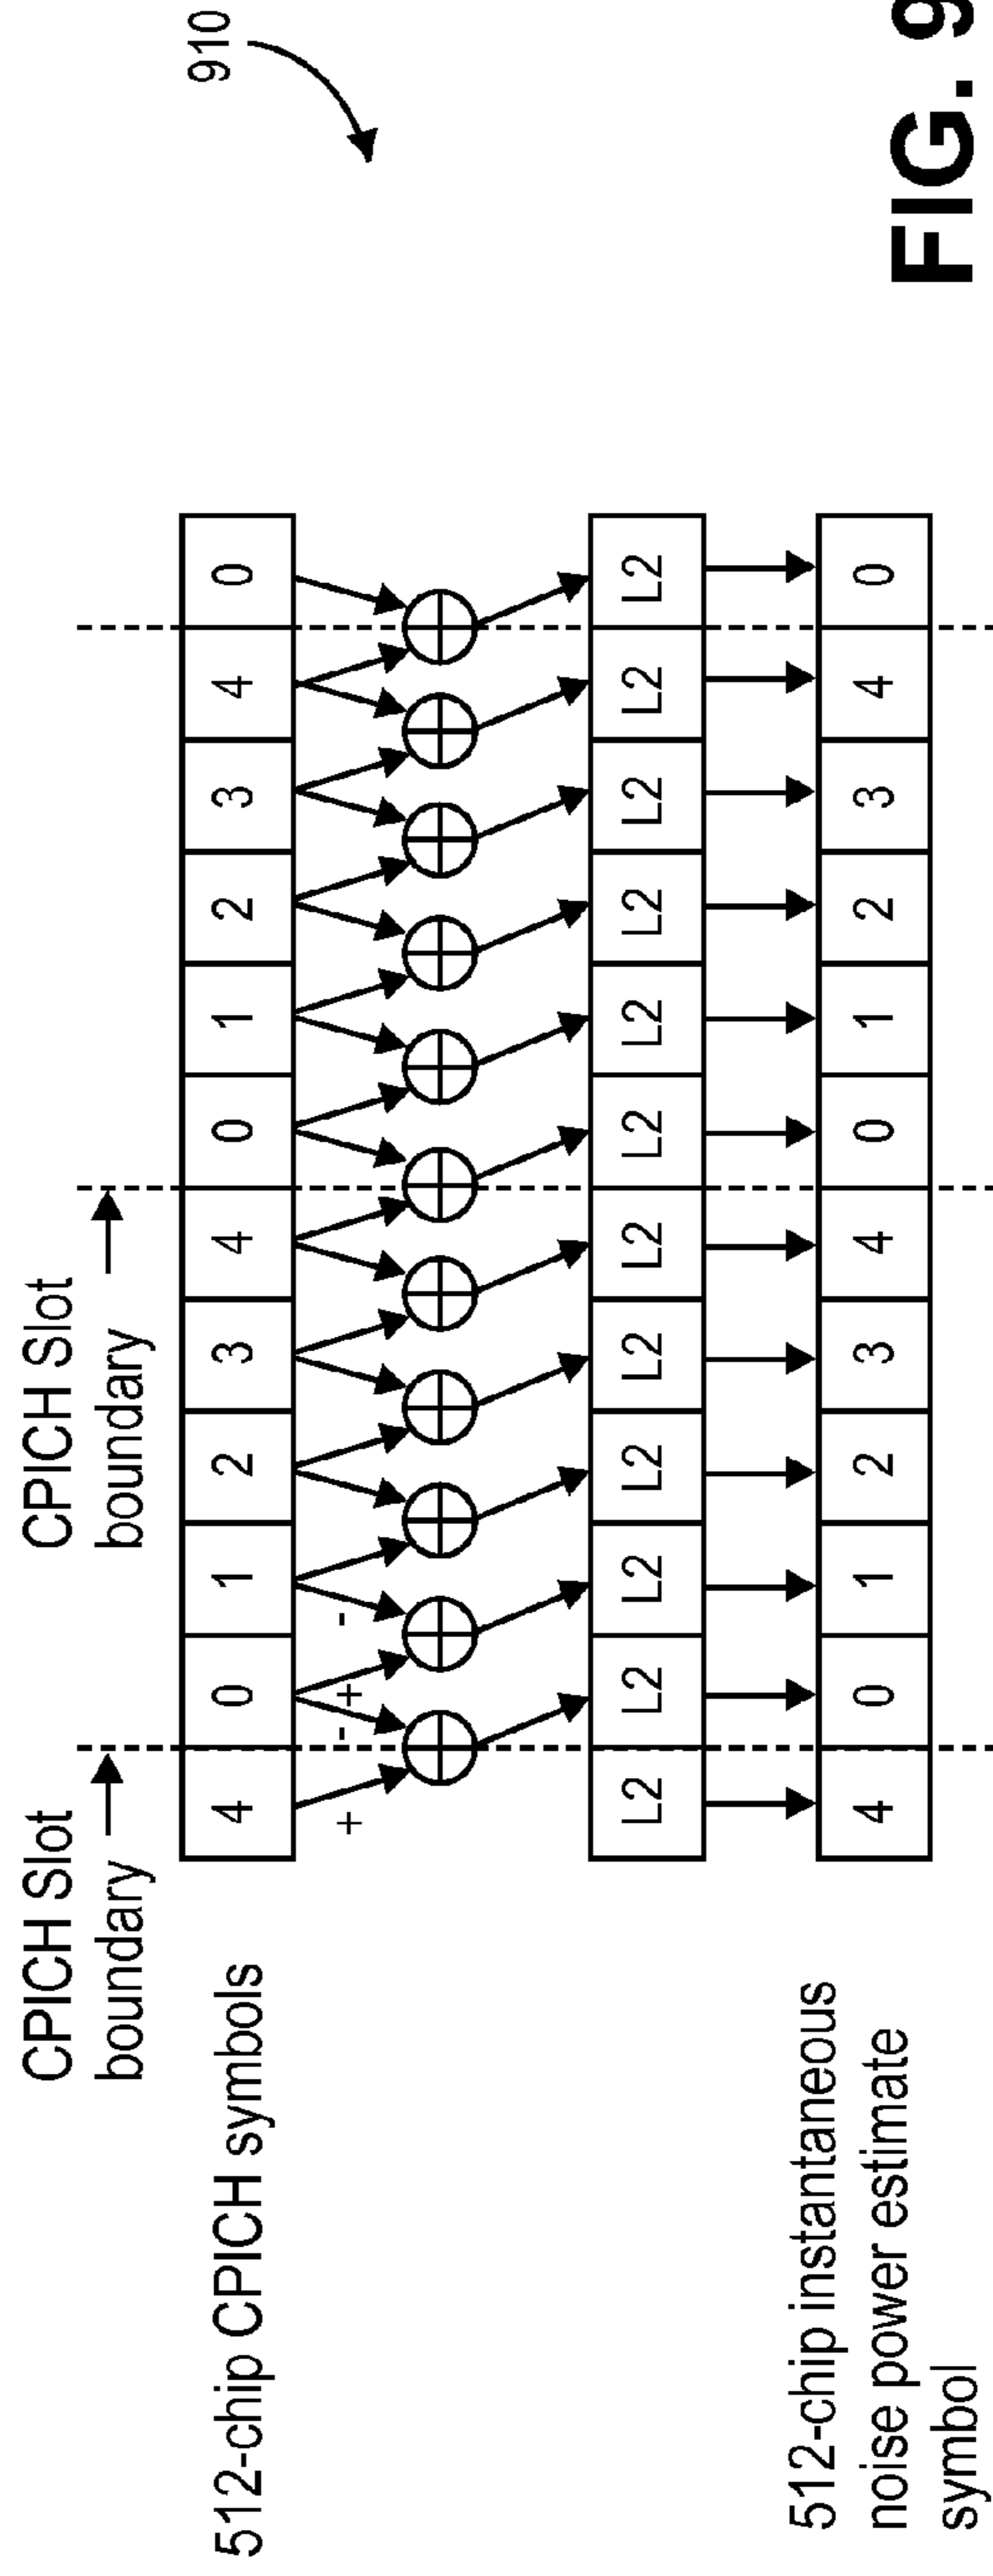 CPICH Slot
boundary
CPICH Slot
boundary
910
512-chip CPICH symbols
4 0 1 2 3 4 0 1 2 3 4 0
+ - + -
L2 L2 L2 L2 L2 L2 L2 L2 L2 L2 L2 L2
512-chip instantaneous
noise power estimate
symbol
4 0 1 2 3 4 0 1 2 3 4 0
FIG. 9